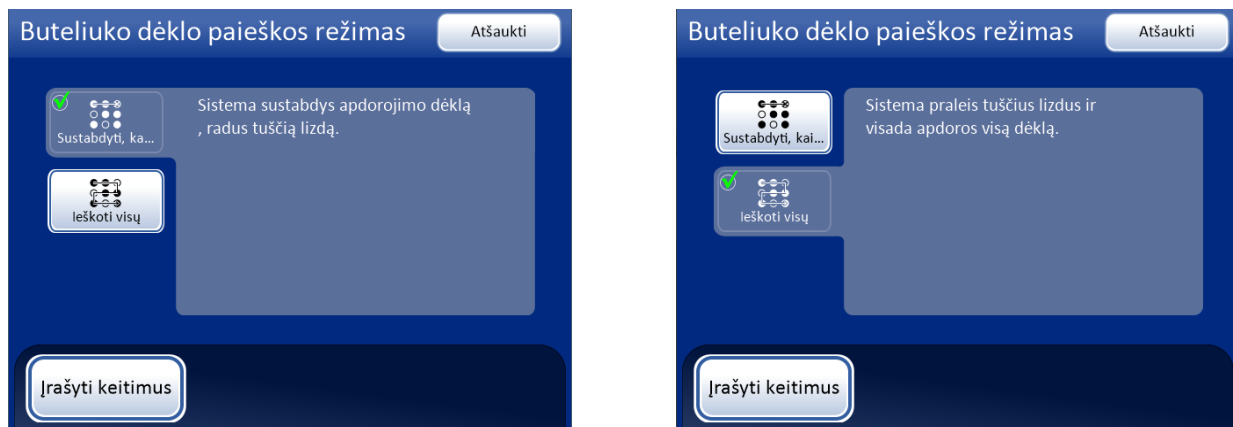 Buteliuko dėklo paieškos režimas
Atšaukti
Sustabdyti, ka...
Sistema sustabdys apdorojimo dėklą
, radus tuščią lizdą.
Ieškoti visų
Įrašyti keitimus
Buteliuko dėklo paieškos režimas
Atšaukti
Sustabdyti, kai...
Sistema praleis tuščius lizdus ir
visada apdoros visą dėklą.
Ieškoti visų
Įrašyti keitimus